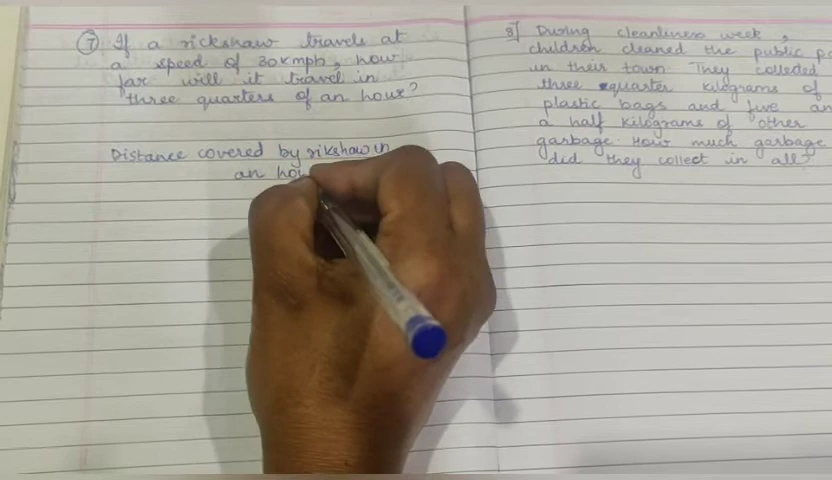 7 If a rickshaw travels at
a speed of 30kmph, how
far will it travel in
three quarters of an hour?
Distance covered by rikshaw in
an hou
8] During cleanliness week,
children cleaned the public
in their town They collected
three quarter kilograms of
plastic bags and five
a half kilograms of other
garbage. How much garbage
did they collect in all?